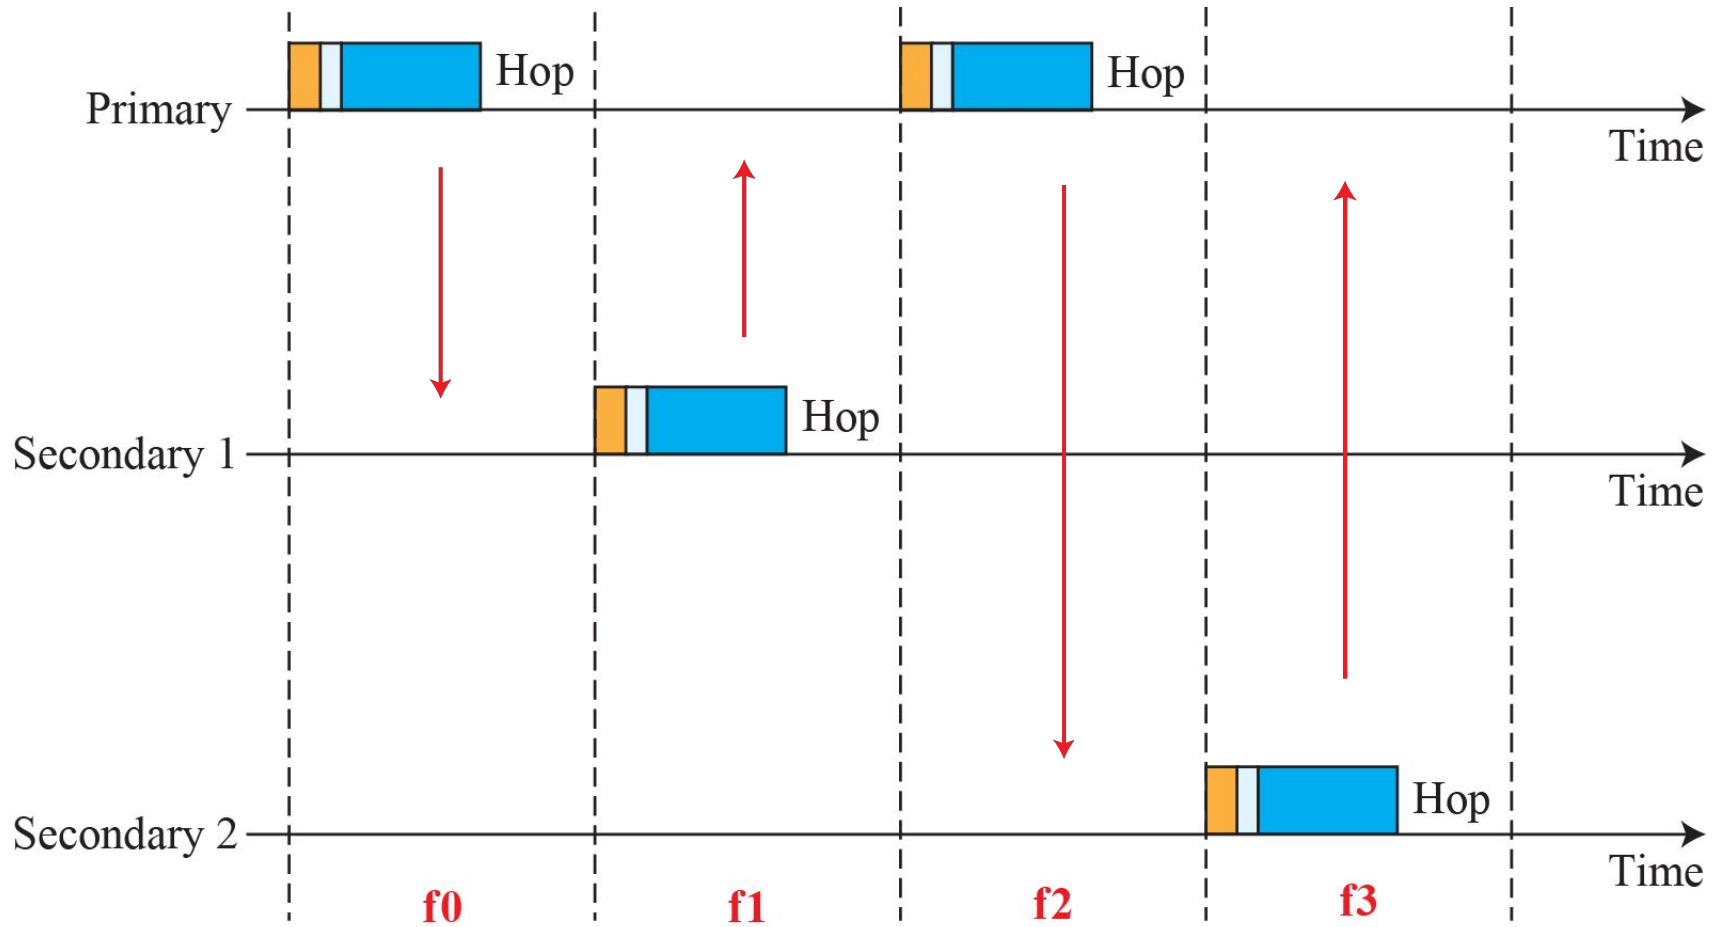 Hop
Hop
Primary
Time
Hop
Secondary 1
Time
Hop
Secondary 2
Time
f0
f1
f2
f3